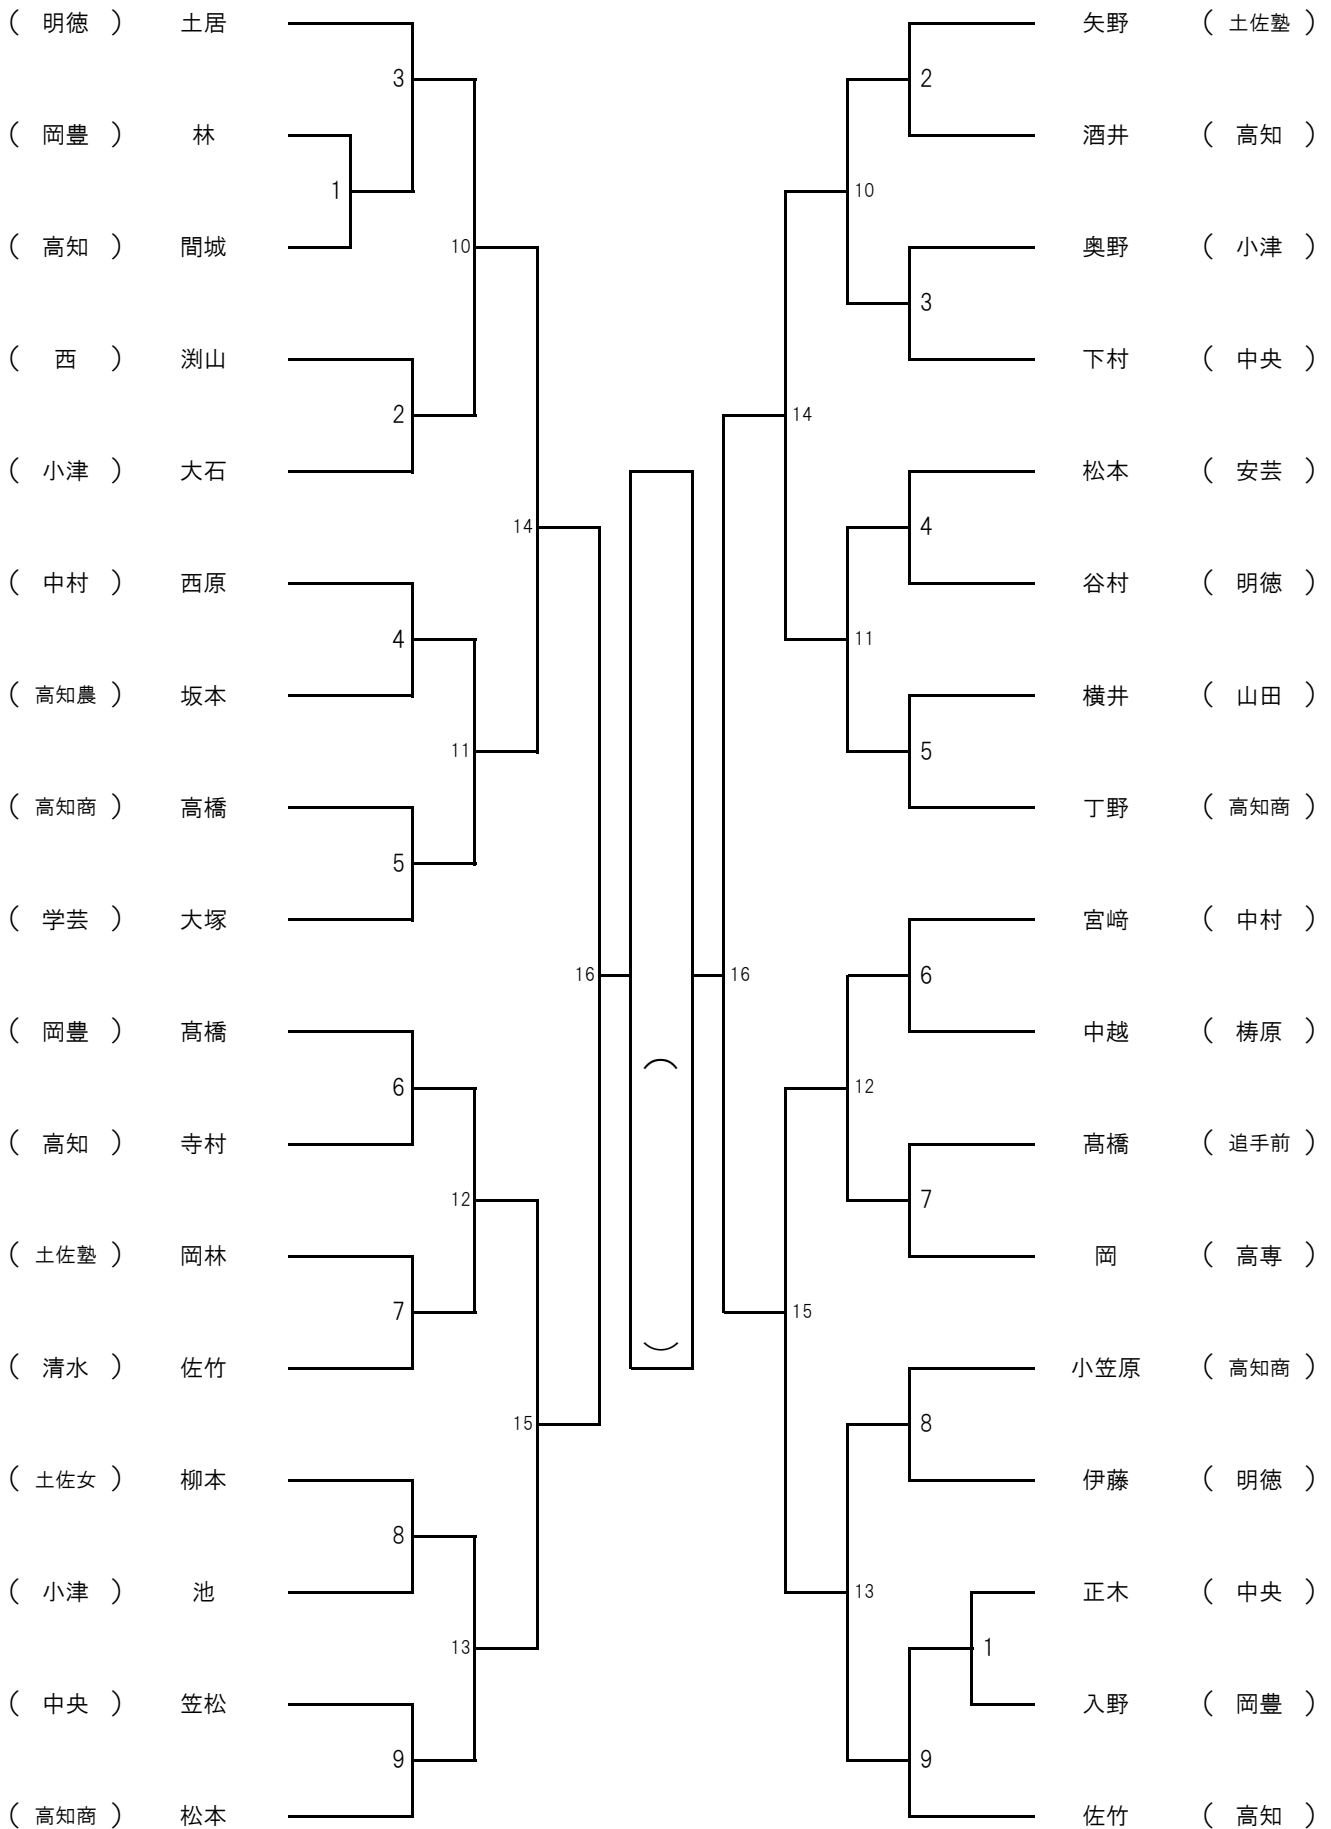 ( 明徳 ) 土居
( 岡豊 ) 林
( 高知 ) 間城
( 西 ) 渕山
( 小津 ) 大石
( 中村 ) 西原
( 高知農 ) 坂本
( 高知商 ) 高橋
( 学芸 ) 大塚
( 岡豊 ) 髙橋
( 高知 ) 寺村
( 土佐塾 ) 岡林
( 清水 ) 佐竹
( 土佐女 ) 柳本
( 小津 ) 池
( 中央 ) 笠松
( 高知商 ) 松本
3
1
10
2
14
4
11
5
16
6
12
7
15
8
13
9
(
)
2
10
3
14
4
11
5
16
6
12
7
15
8
13
1
9
矢野 ( 土佐塾 )
酒井 ( 高知 )
奥野 ( 小津 )
下村 ( 中央 )
松本 ( 安芸 )
谷村 ( 明徳 )
横井 ( 山田 )
丁野 ( 高知商 )
宮﨑 ( 中村 )
中越 ( 梼原 )
髙橋 ( 追手前 )
岡 ( 高専 )
小笠原 ( 高知商 )
伊藤 ( 明徳 )
正木 ( 中央 )
入野 ( 岡豊 )
佐竹 ( 高知 )